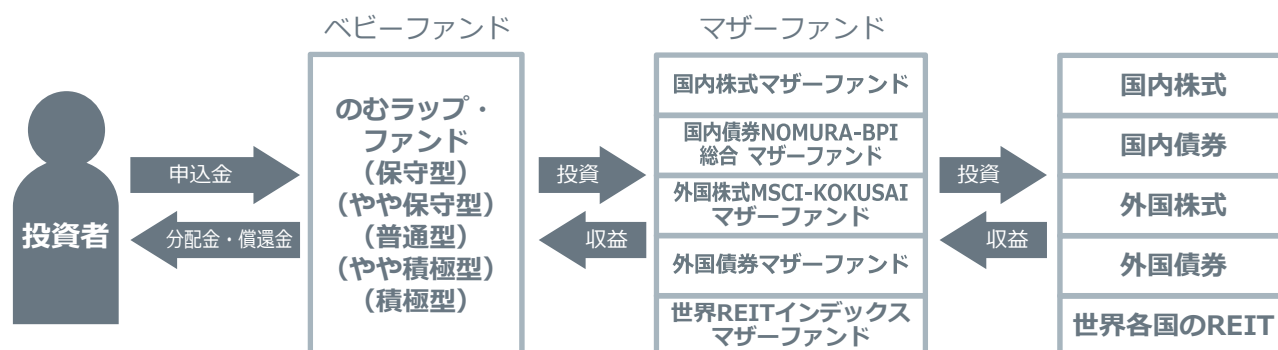 ベビーファンド
マザーファンド
投資者
申込金
分配金・償還金
のむラップ・
ファンド
(保守型)
(やや保守型)
(普通型)
(やや積極型)
(積極型)
投資
収益
国内株式マザーファンド
国内債券NOMURA-BPI
総合 マザーファンド
外国株式MSCI-KOKUSAI
マザーファンド
外国債券マザーファンド
世界REITインデックス
マザーファンド
投資
収益
国内株式
国内債券
外国株式
外国債券
世界各国のREIT